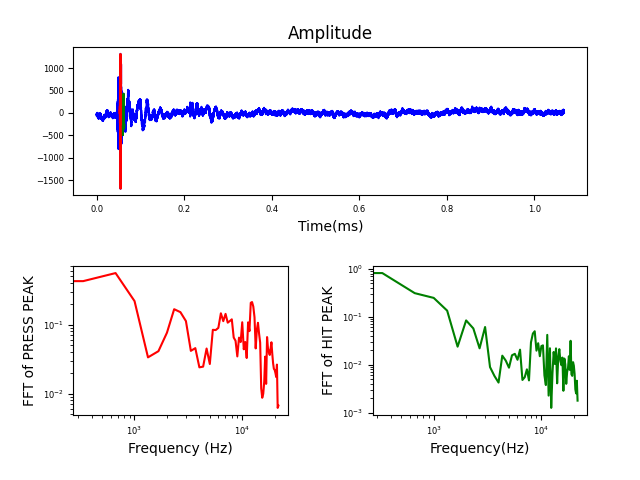 Amplitude
1000
500
0
−500
−1000
−1500
0.0 0.2 0.4 0.6 0.8 1.0
Time(ms)
FFT of PRESS PEAK
10⁻¹
10⁻²
10³ 10⁴
Frequency (Hz)
FFT of HIT PEAK
10⁰
10⁻¹
10⁻²
10⁻³
10³ 10⁴
Frequency(Hz)